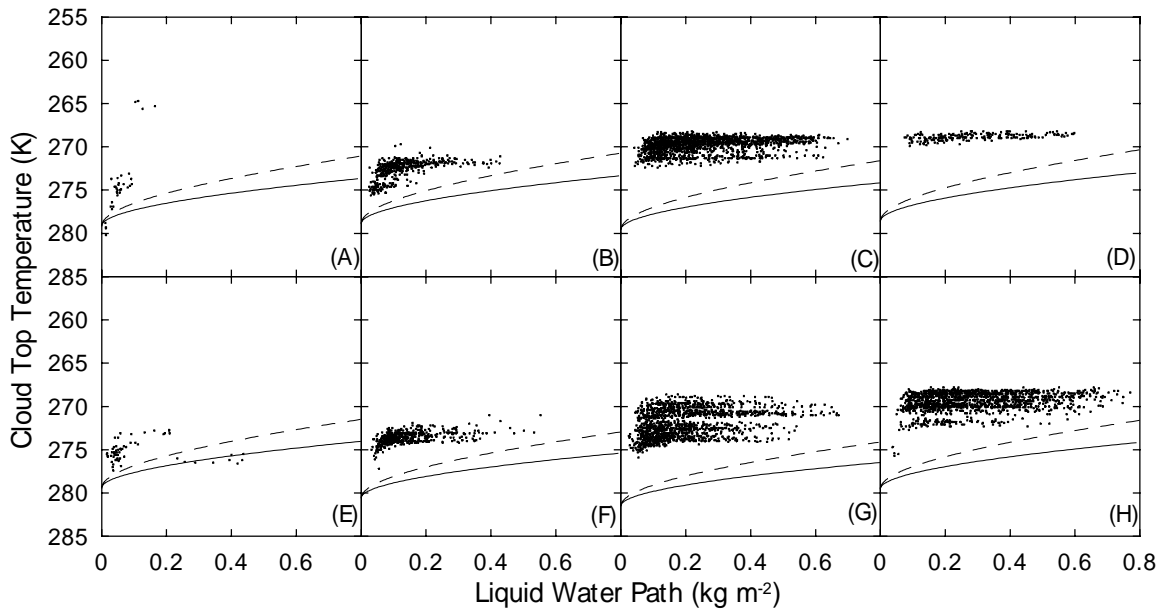 255
260
265
270
275
280
285
(A)
(B)
(C)
(D)
260
265
270
275
280
285
(E)
(F)
(G)
(H)
0 0.2 0.4 0.6 0 0.2 0.4 0.6 0 0.2 0.4 0.6 0 0.2 0.4 0.6 0.8
Cloud Top Temperature (K)
Liquid Water Path (kg m-2)